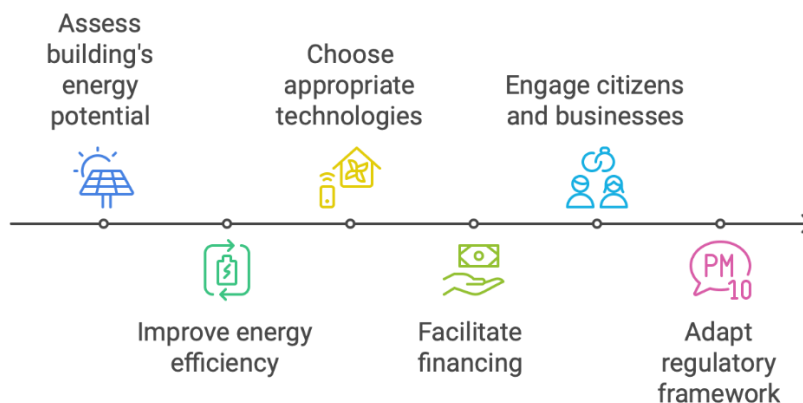 Assess
building's
energy
potential
Improve energy
efficiency
Choose
appropriate
technologies
Facilitate
financing
Engage citizens
and businesses
PM
10
Adapt
regulatory
framework